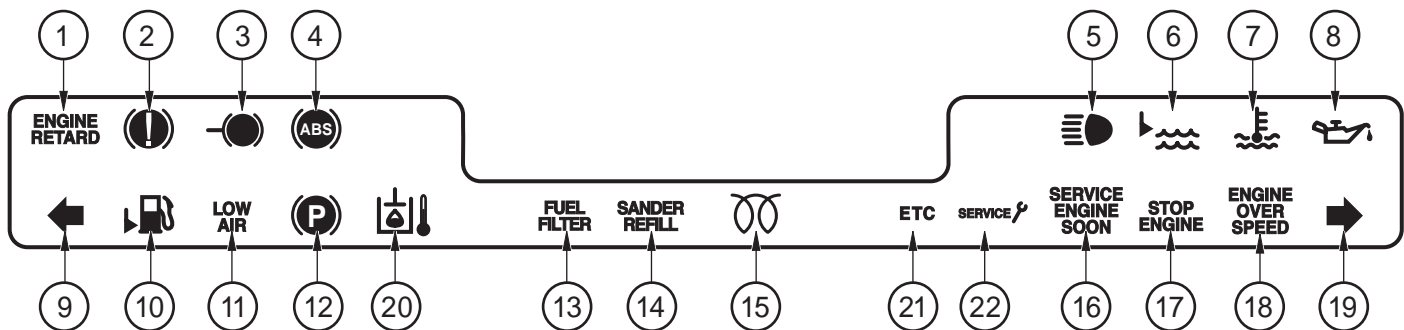 1 2 3 4 5 6 7 8
ENGINE
RETARD
! ABS
LOW
AIR
P
FUEL
FILTER
SANDER
REFILL
ETC
SERVICE
SERVICE
ENGINE
SOON
STOP
ENGINE
ENGINE
OVER
SPEED
9 10 11 12 20 13 14 15 21 22 16 17 18 19